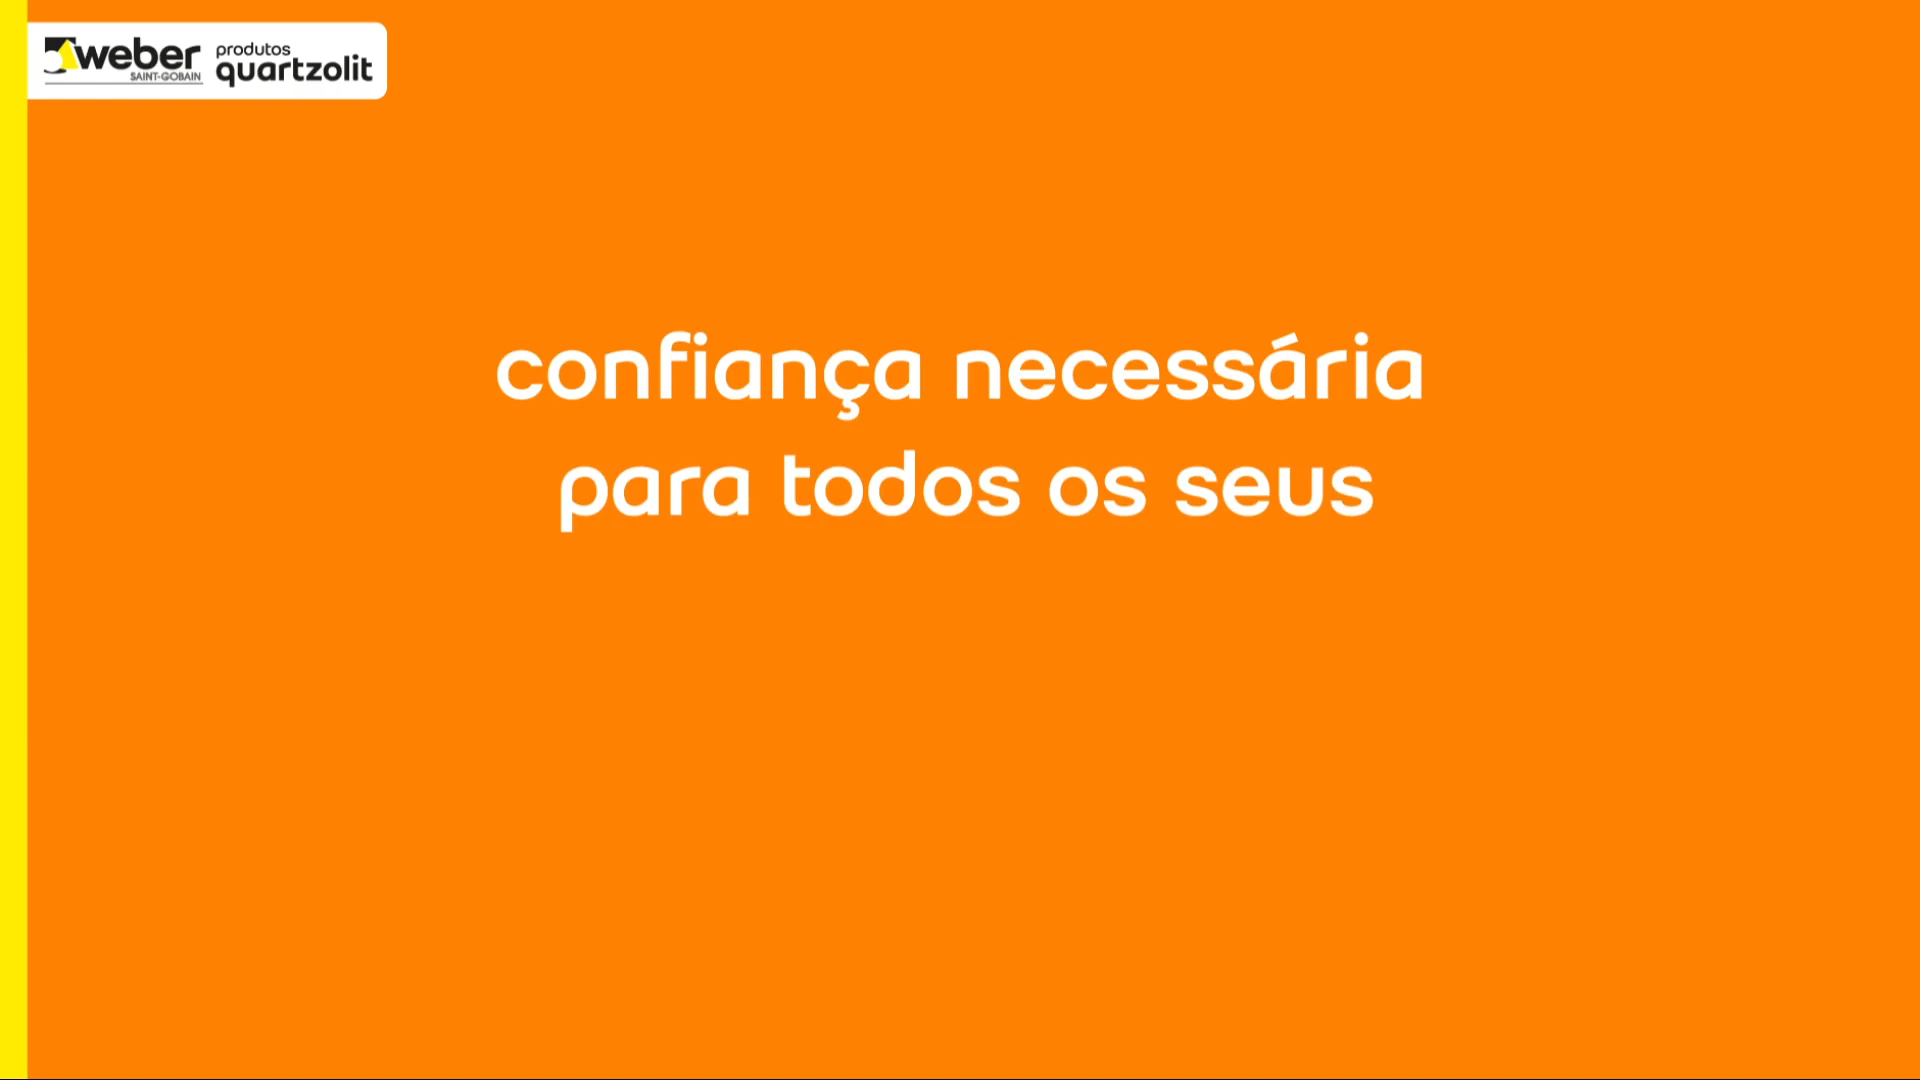 weber
SAINT-GOBAIN
produtos
quartzolit
confiança necessária
para todos os seus